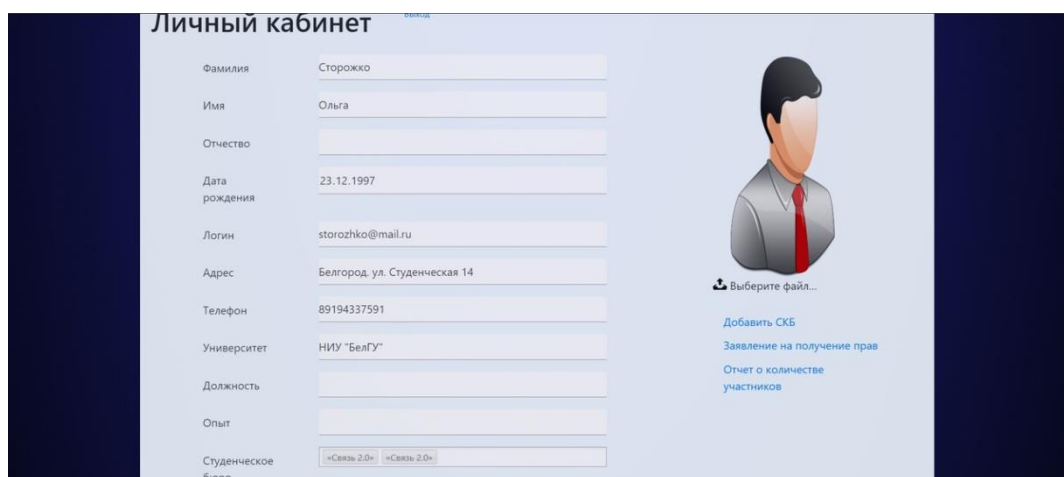 Личный кабинет
выход
Фамилия
Сторожко
Имя
Ольга
Отчество
Дата
рождения
23.12.1997
Логин
storozhko@mail.ru
Адрес
Белгород, ул. Студенческая 14
Телефон
89194337591
Университет
НИУ "БелГУ"
Должность
Опыт
Студенческое
бюро
«Связь 2.0» «Связь 2.0»
Выберите файл...
Добавить СКБ
Заявление на получение прав
Отчет о количестве
участников